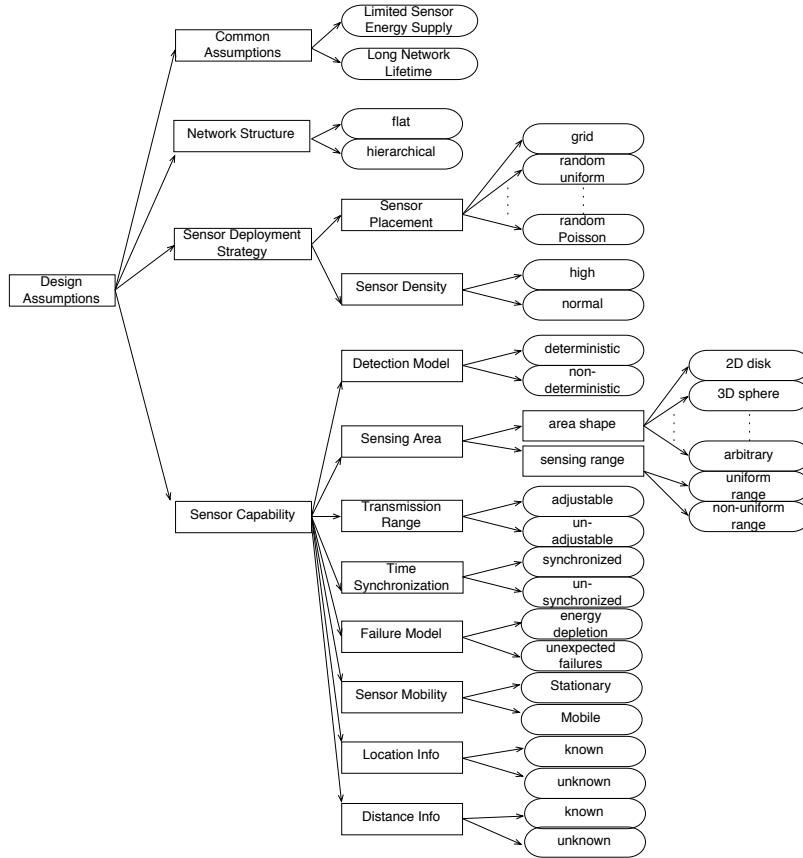 Limited Sensor
Energy Supply
Common
Assumptions
Long Network
Lifetime
Network Structure
flat
hierarchical
grid
random
uniform
Sensor
Placement
random
Poisson
Sensor Deployment
Strategy
Design
Assumptions
Sensor Density
high
normal
Detection Model
deterministic
non-
deterministic
2D disk
3D sphere
Sensing Area
area shape
sensing range
arbitrary
uniform
range
non-uniform
range
Sensor Capability
Transmission
Range
adjustable
un-
adjustable
Time
Synchronization
synchronized
un-
synchronized
Failure Model
energy
depletion
unexpected
failures
Sensor Mobility
Stationary
Mobile
Location Info
known
unknown
Distance Info
known
unknown